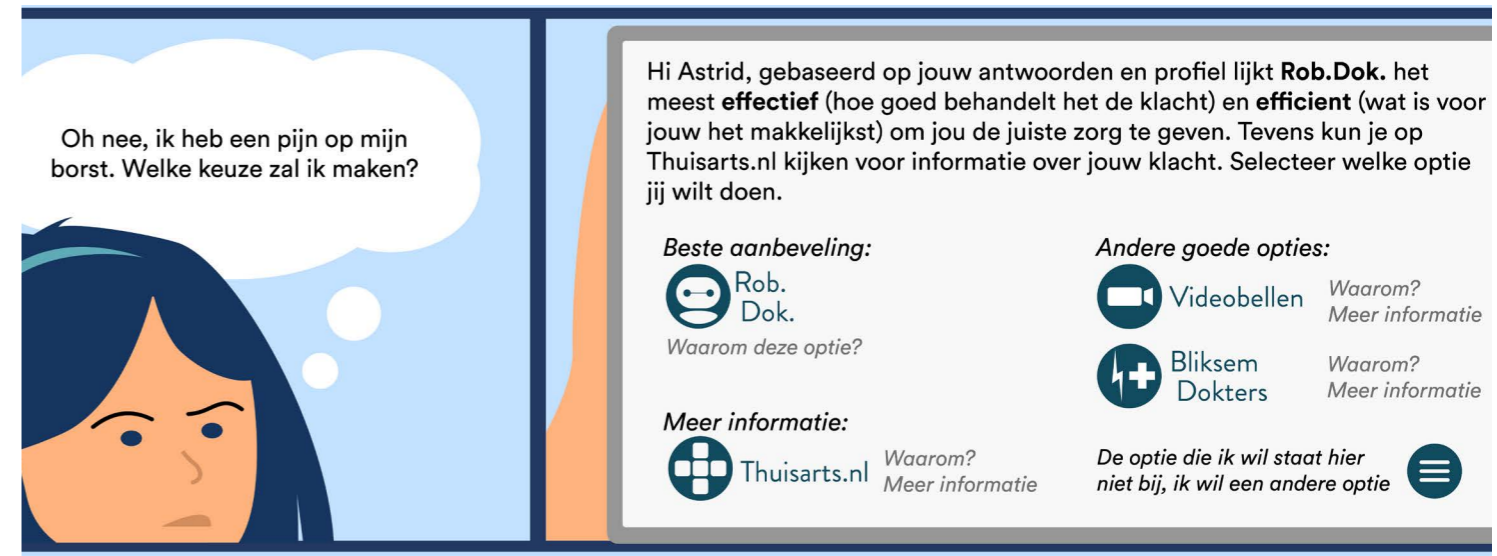 Oh nee, ik heb een pijn op mijn
borst. Welke keuze zal ik maken?
Hi Astrid, gebaseerd op jouw antwoorden en profiel lijkt Rob.Dok. het
meest effectief (hoe goed behandelt het de klacht) en efficient (wat is voor
jouw het makkelijkst) om jou de juiste zorg te geven. Tevens kun je op
Thuisarts.nl kijken voor informatie over jouw klacht. Selecteer welke optie
jij wilt doen.
Beste aanbeveling:
Rob.
Dok.
Waarom deze optie?
Meer informatie:
Thuisarts.nl
Waarom?
Meer informatie
Andere goede opties:
Videobellen
Waarom?
Meer informatie
Bliksem
Dokters
Waarom?
Meer informatie
De optie die ik wil staat hier
niet bij, ik wil een andere optie